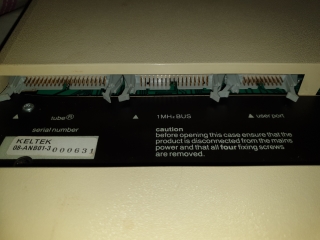 tube® 1MHz BUS user port
serial number
KELTEK
08-ANB01-3 000631
caution
before opening this case ensure that the
product is disconnected from the mains
power and that all four fixing screws
are removed.